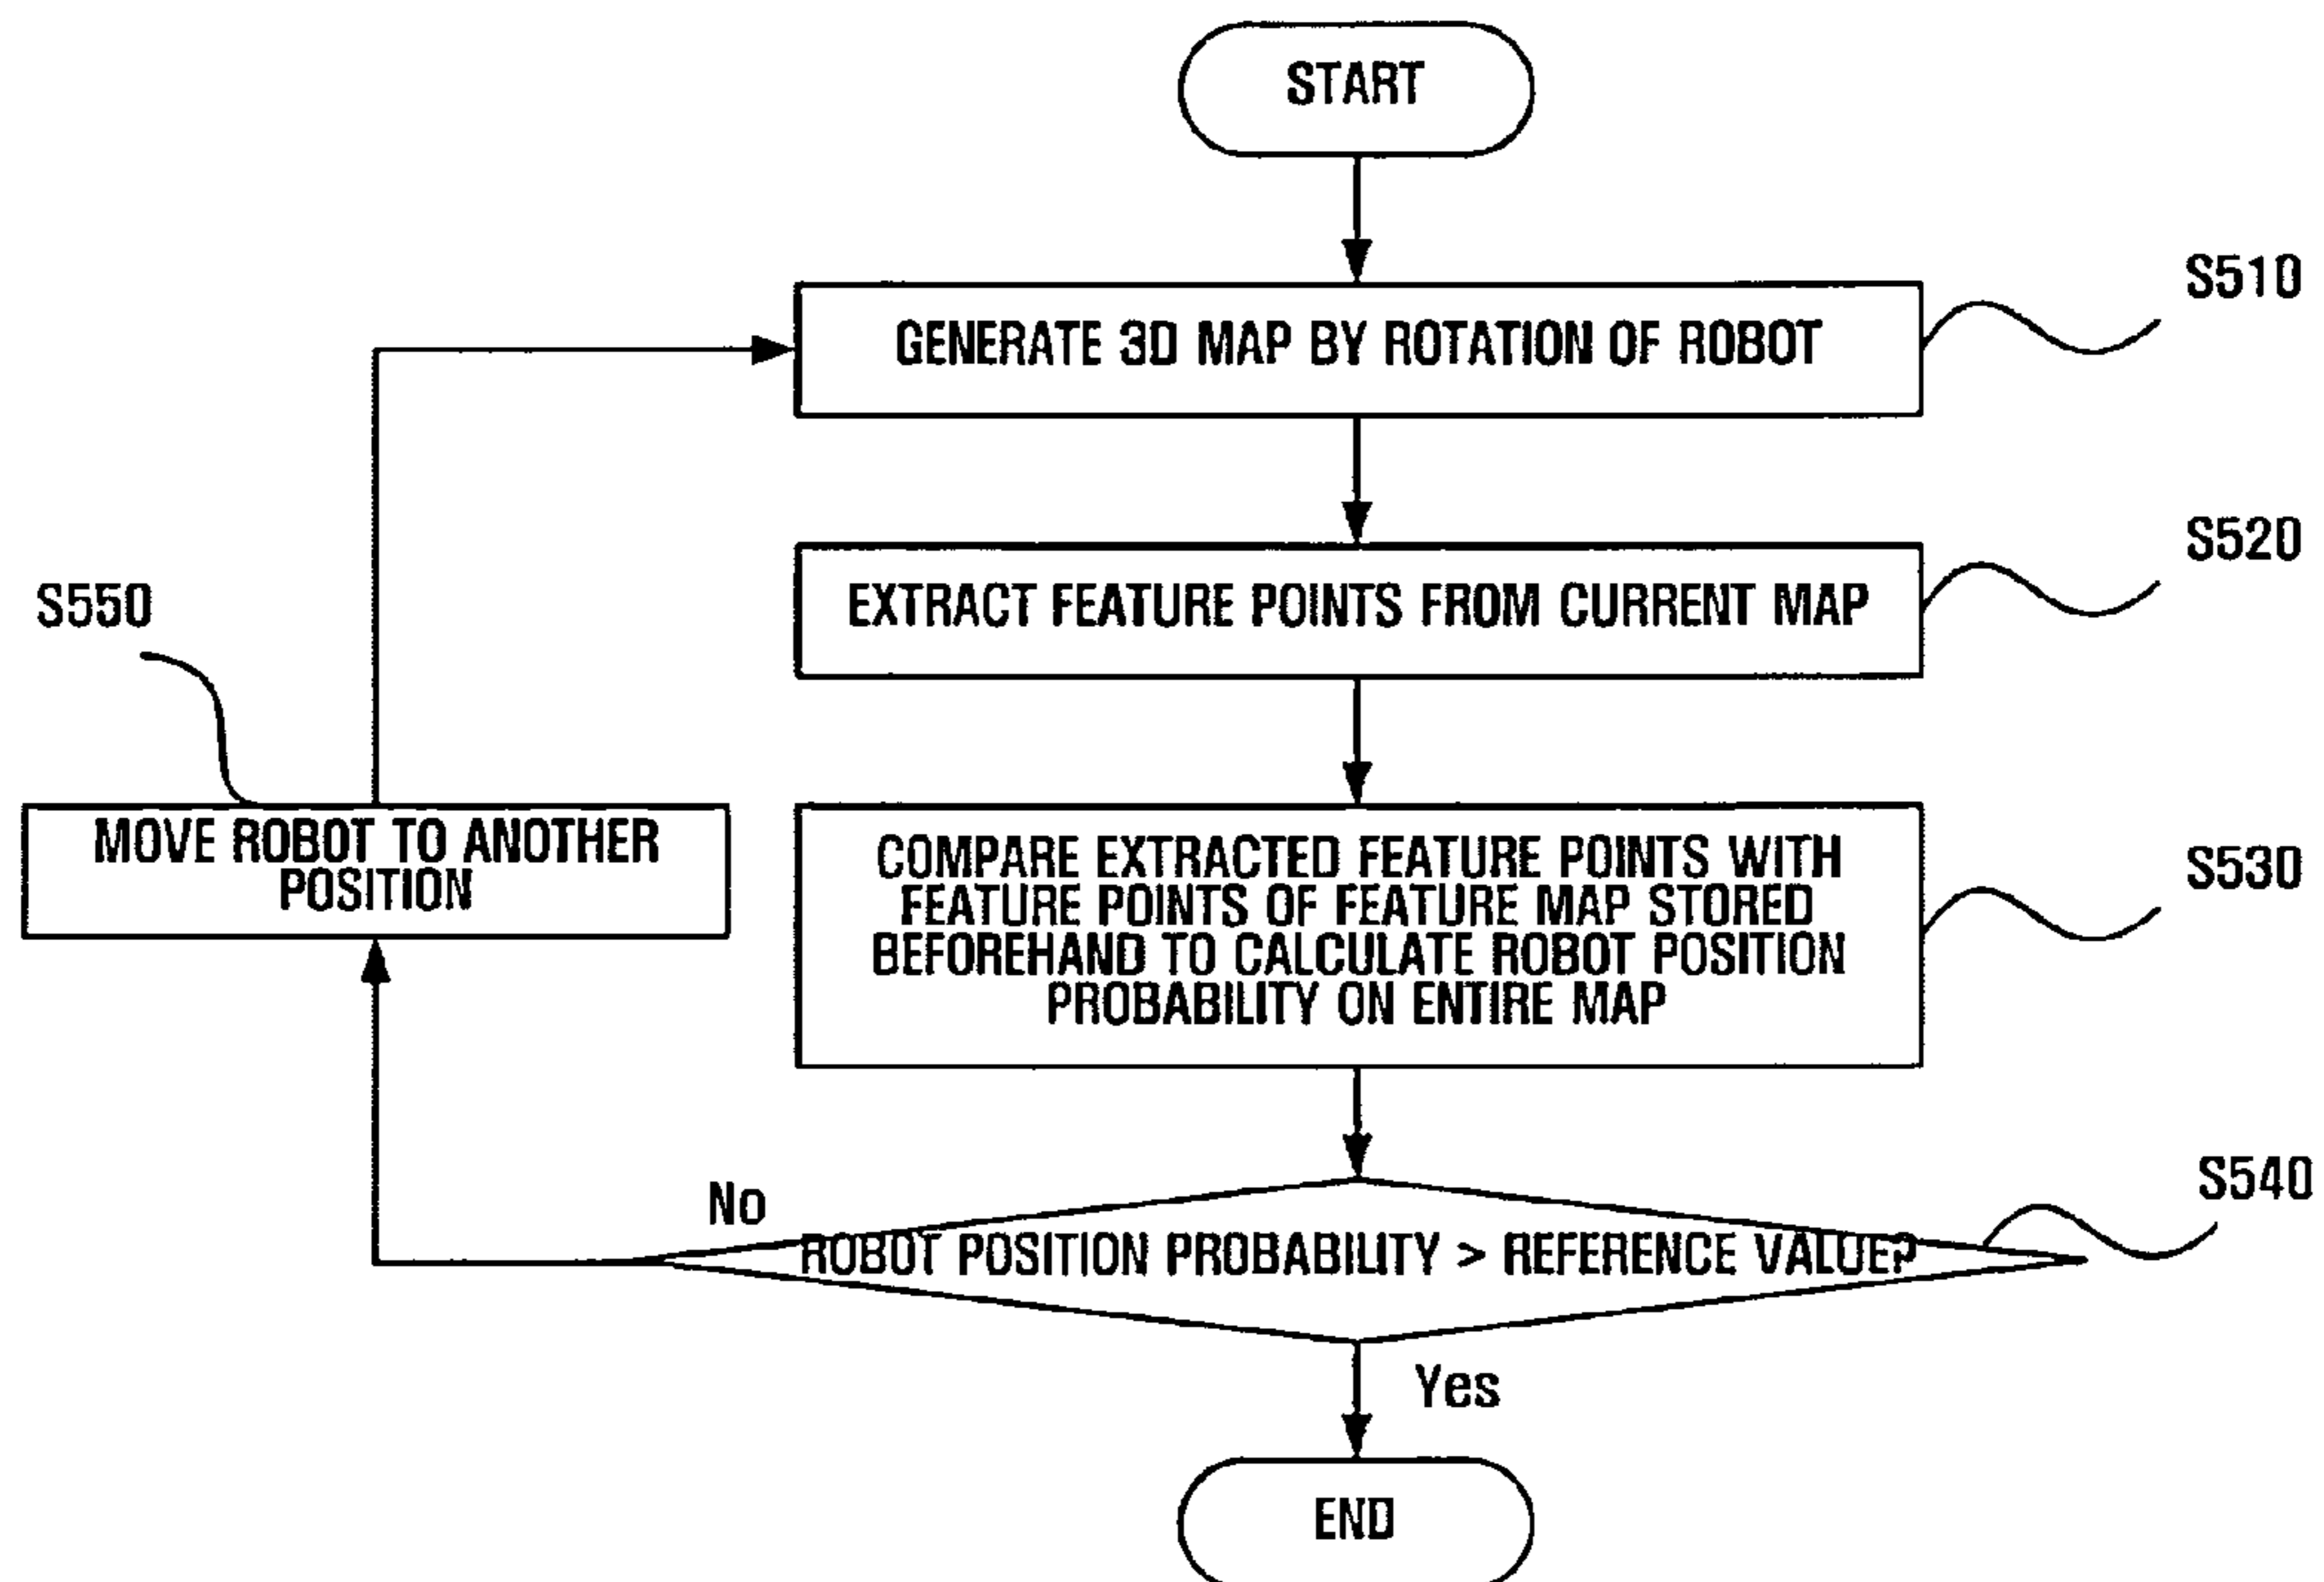 START
S510
GENERATE 3D MAP BY ROTATION OF ROBOT
S520
EXTRACT FEATURE POINTS FROM CURRENT MAP
S550
MOVE ROBOT TO ANOTHER
POSITION
S530
COMPARE EXTRACTED FEATURE POINTS WITH
FEATURE POINTS OF FEATURE MAP STORED
BEFOREHAND TO CALCULATE ROBOT POSITION
PROBABILITY ON ENTIRE MAP
S540
No
ROBOT POSITION PROBABILITY > REFERENCE VALUE?
Yes
END